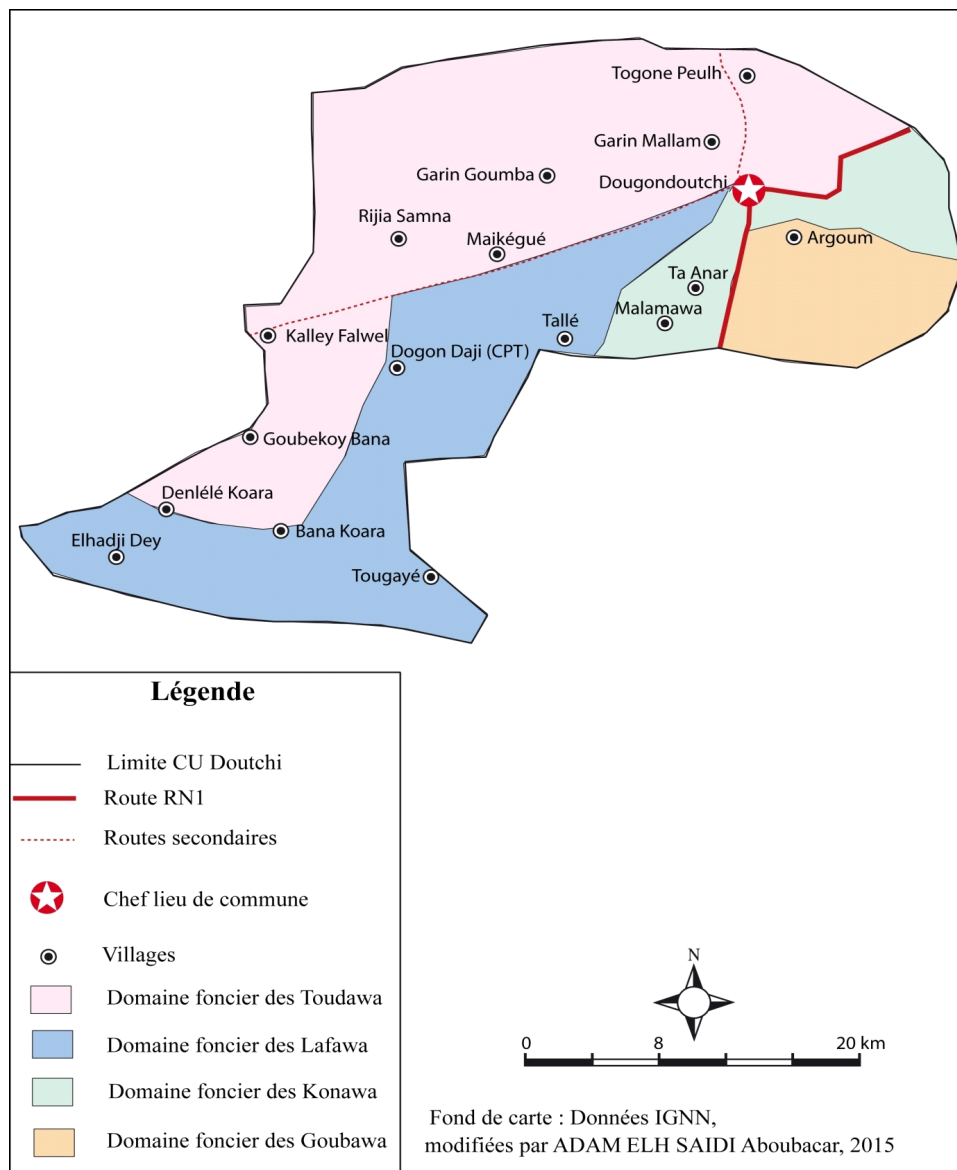 Togone Peulh
Garin Mallam
Garin Goumba
Dougondoutchi
Rijia Samna
Maikégué
Argoum
Ta Anar
Malamawa
Kalley Falwel
Tallé
Dogon Daji (CPT)
Goubekoy Bana
Denlélé Koara
Bana Koara
Elhadji Dey
Tougayé
Légende
Limite CU Doutchi
Route RN1
Routes secondaires
Chef lieu de commune
Villages
Domaine foncier des Toudawa
Domaine foncier des Lafawa
Domaine foncier des Konawa
Domaine foncier des Goubawa
N
0 8 20 km
Fond de carte : Données IGNN,
modifiées par ADAM ELH SAIDI Aboubacar, 2015